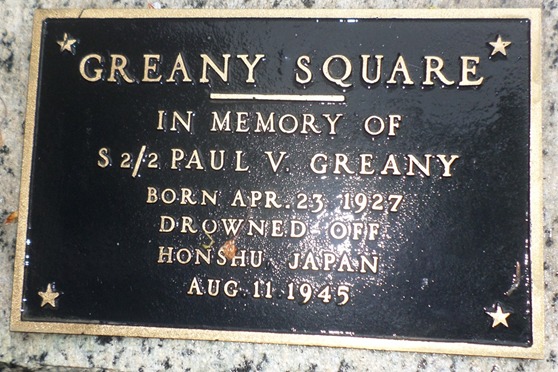 GREANY SQUARE
IN MEMORY OF
S 2/2 PAUL V. GREANY
BORN APR. 23, 1927
DROWNED OFF
HONSHU, JAPAN
AUG. 11 1945